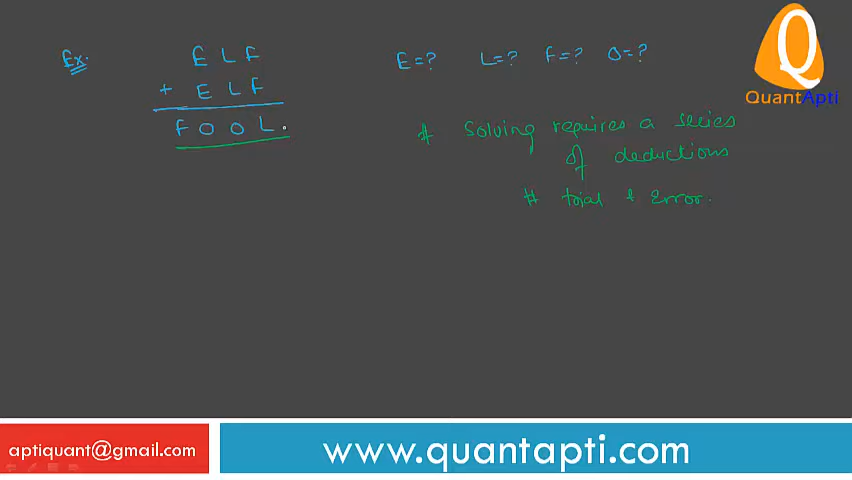 Ex. E L F E=? L=? F=? O=?
+ E L F
F O O L.
# Solving requires a series
of deductions
# trial & Error.
QuantApti
aptiquant@gmail.com
www.quantapti.com